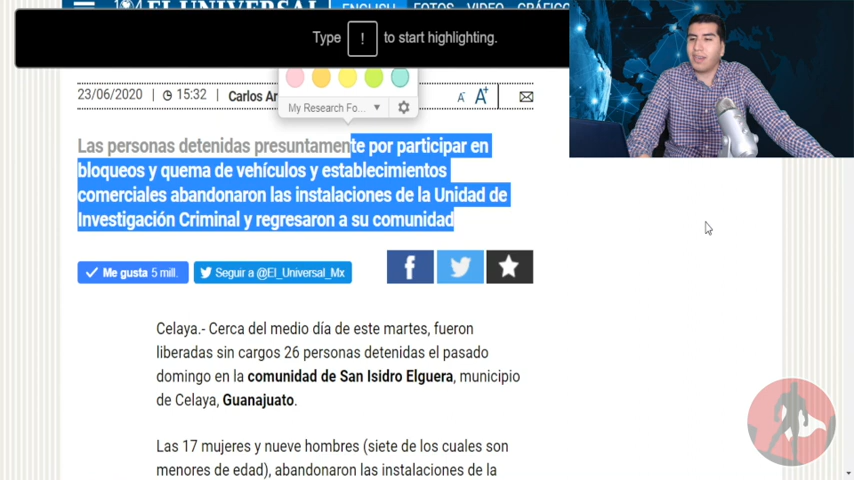 EL UNIVERSAL
ENGLISH FOTOS VIDEO GRÁFICO
Type ! to start highlighting.
23/06/2020 | 15:32 | Carlos
A- A+
My Research Fo...
Las personas detenidas presuntamente por participar en
bloqueos y quema de vehículos y establecimientos
comerciales abandonaron las instalaciones de la Unidad de
Investigación Criminal y regresaron a su comunidad
Me gusta 5 mill.
Seguir a @El_Universal_Mx
Celaya.- Cerca del medio día de este martes, fueron
liberadas sin cargos 26 personas detenidas el pasado
domingo en la comunidad de San Isidro Elguera, municipio
de Celaya, Guanajuato.
Las 17 mujeres y nueve hombres (siete de los cuales son
menores de edad), abandonaron las instalaciones de la